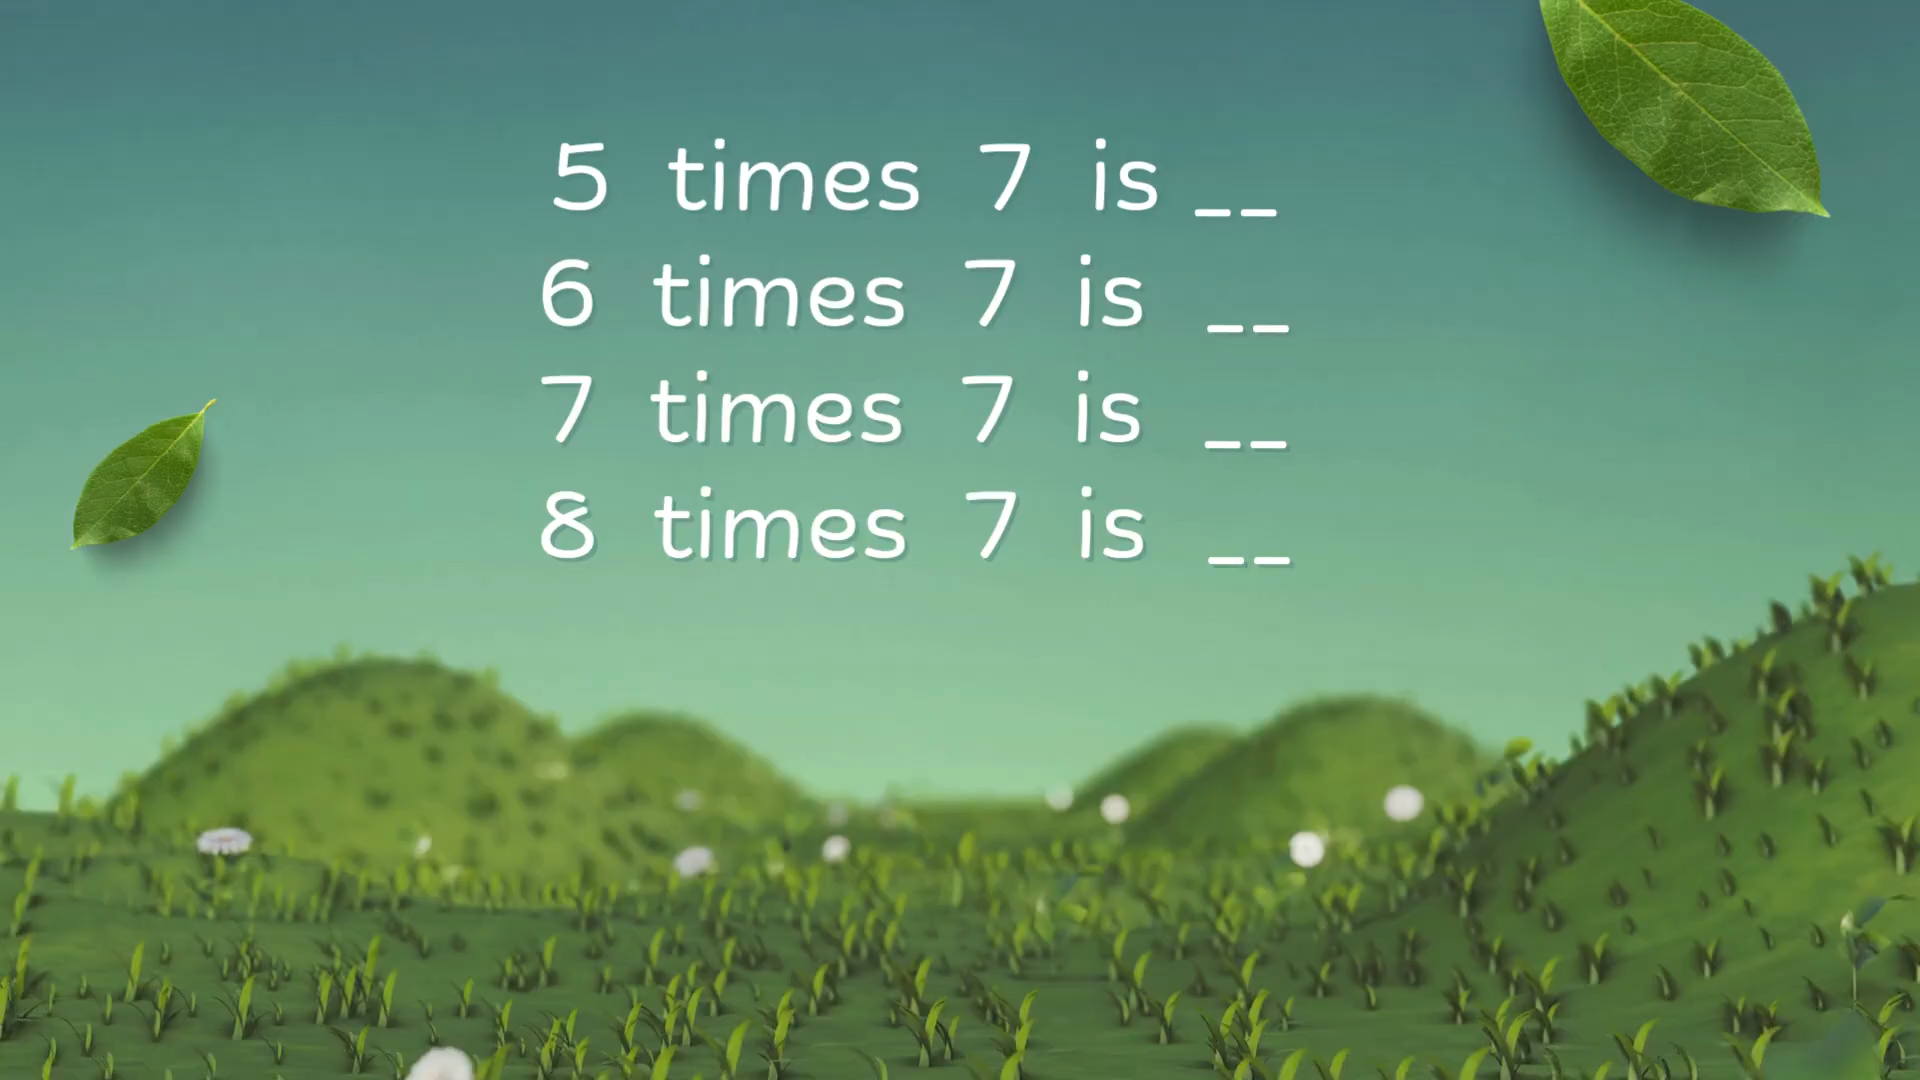 5 times 7 is __
6 times 7 is __
7 times 7 is __
8 times 7 is __